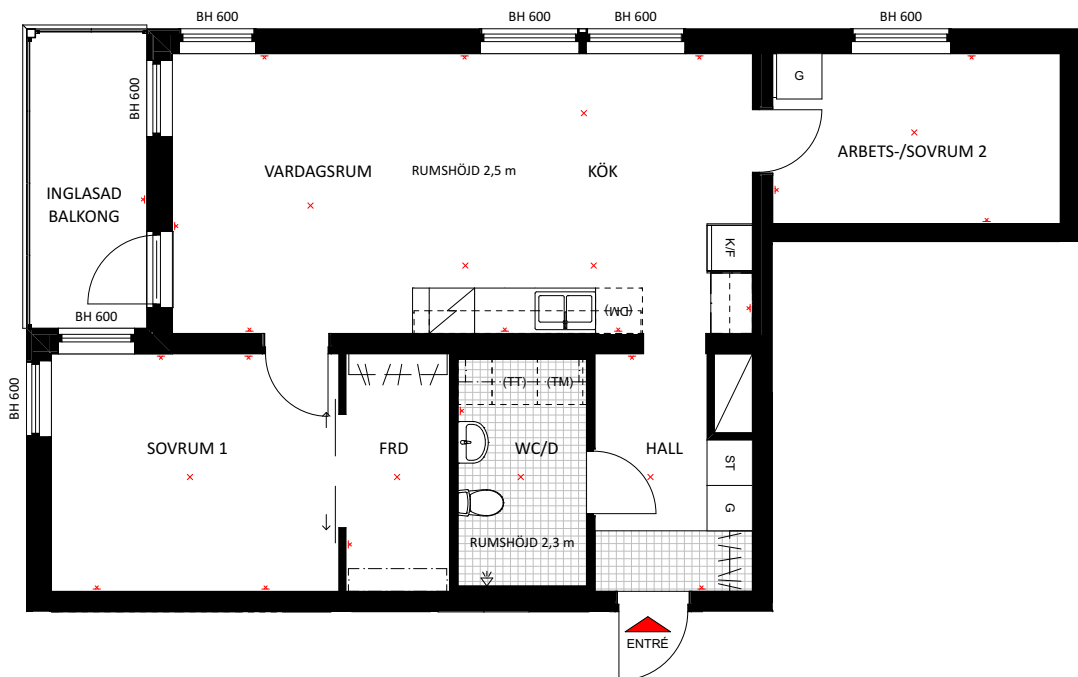 BH 600
BH 600
BH 600
BH 600
BH 600
G
ARBETS-/SOVRUM 2
VARDAGSRUM
RUMSHÖJD 2,5 m
KÖK
INGLASAD
BALKONG
K/F
(DM)
BH 600
BH 600
(TT)
(TM)
SOVRUM 1
FRD
WC/D
HALL
ST
G
RUMSHÖJD 2,3 m
ENTRÉ